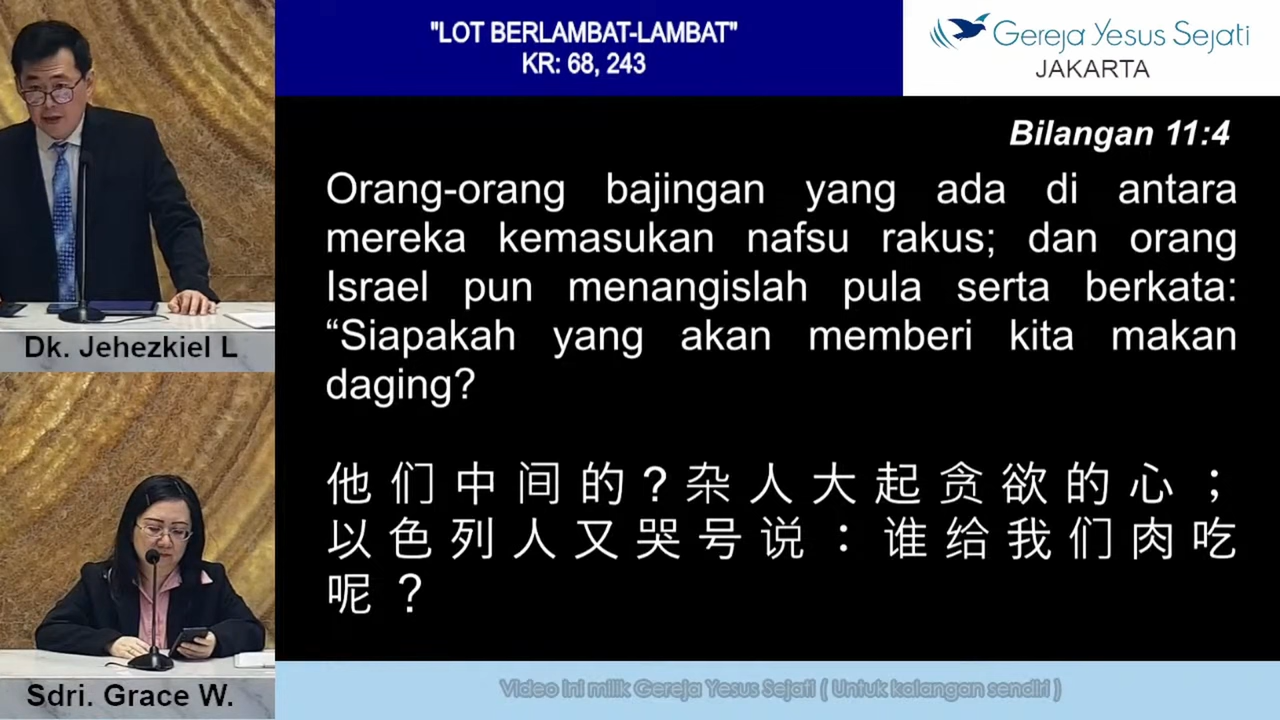 "LOT BERLAMBAT-LAMBAT"
KR: 68, 243
Gereja Yesus Sejati
JAKARTA
Bilangan 11:4
Orang-orang bajingan yang ada di antara
mereka kemasukan nafsu rakus; dan orang
Israel pun menangislah pula serta berkata:
“Siapakah yang akan memberi kita makan
daging?
他们中间的?杂人大起贪欲的心；
以色列人又哭号说：谁给我们肉吃
呢？
Dk. Jehezkiel L
Sdri. Grace W.
Video ini milik Gereja Yesus Sejati ( Untuk kalangan sendiri )